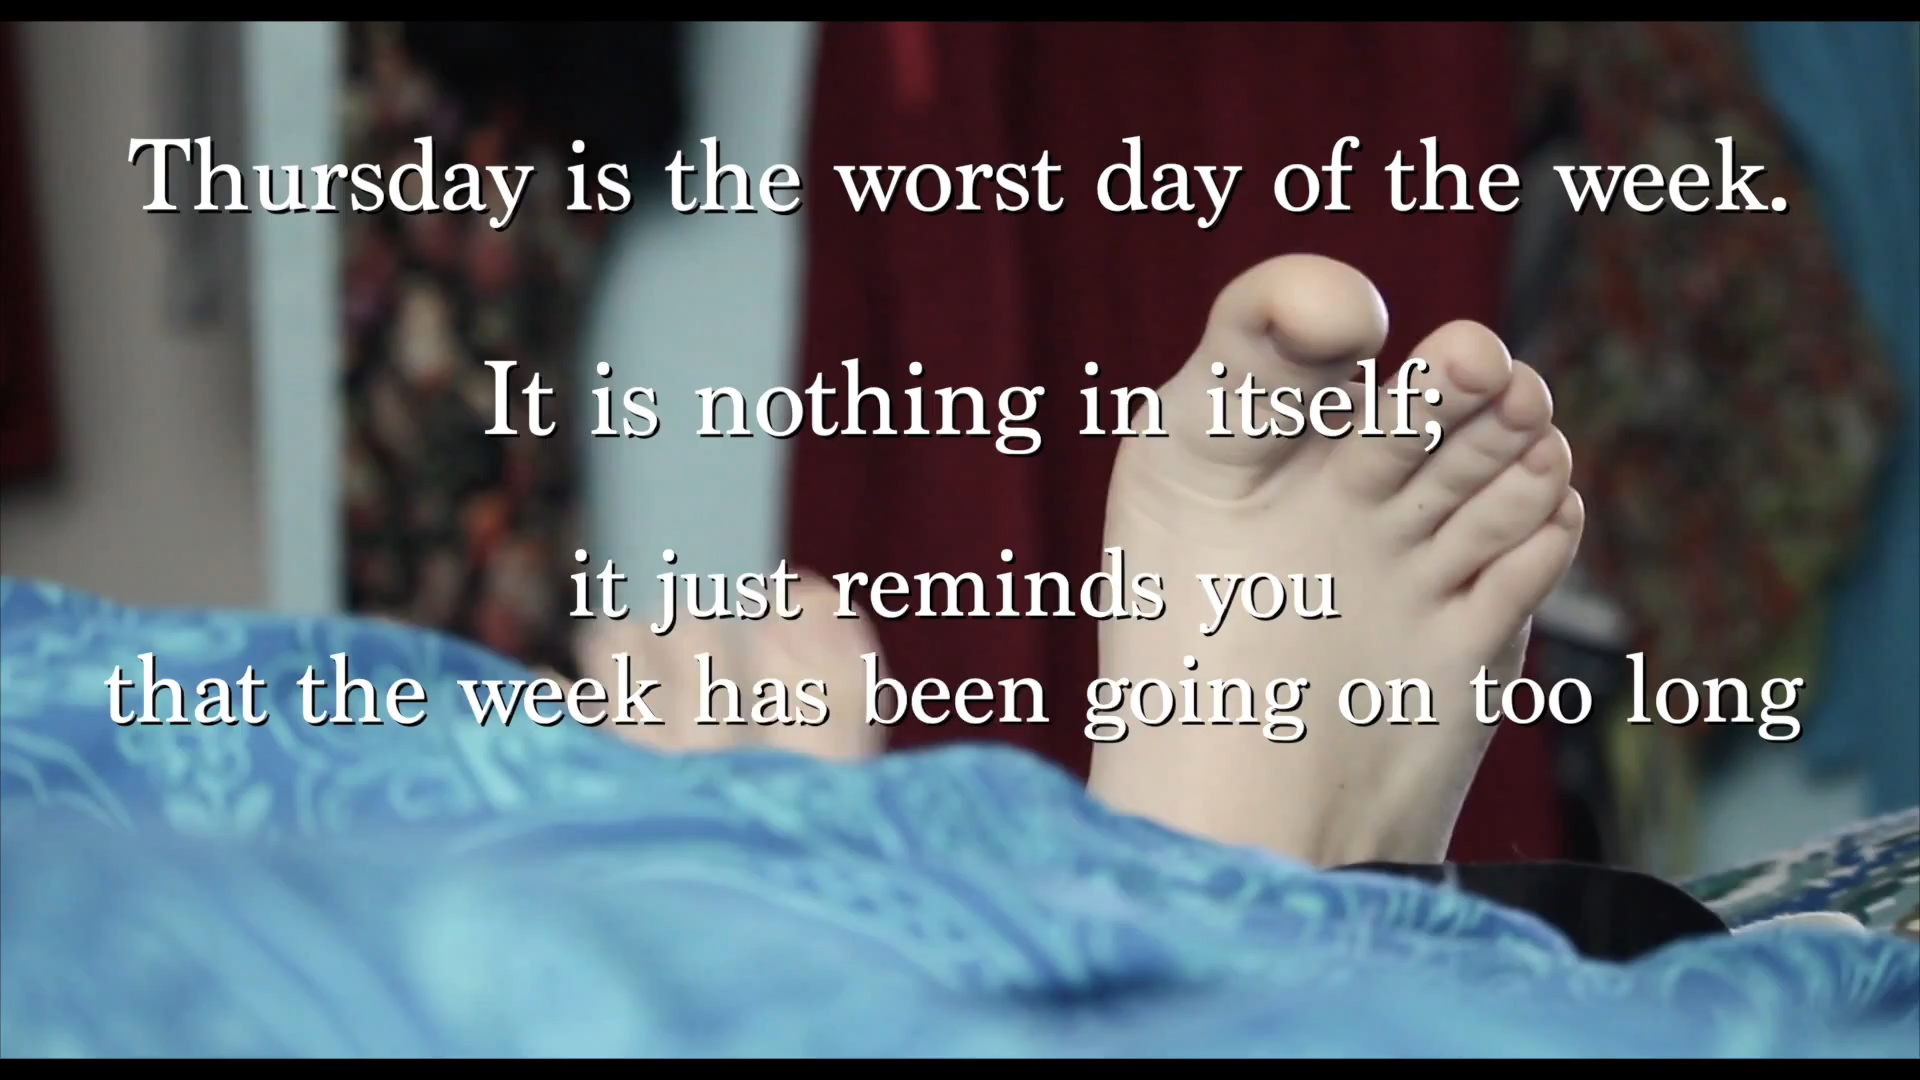 Thursday is the worst day of the week.
It is nothing in itself;
it just reminds you
that the week has been going on too long